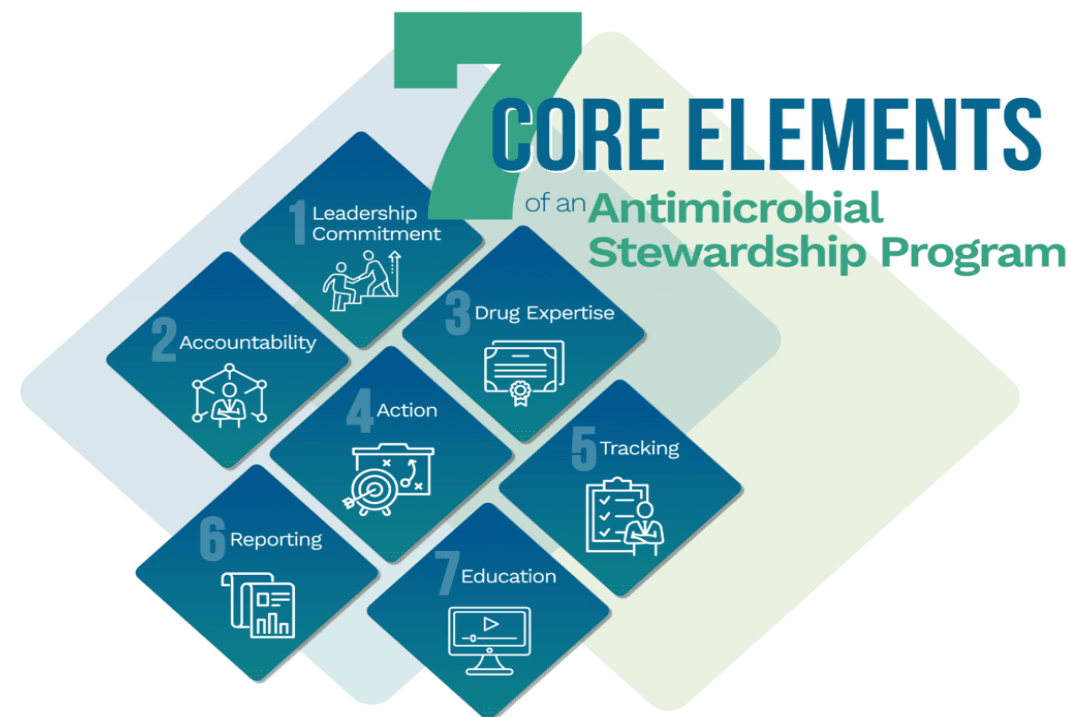 7
CORE ELEMENTS
of an Antimicrobial
Stewardship Program
1 Leadership
Commitment
2 Accountability
3 Drug Expertise
4 Action
5 Tracking
6 Reporting
7 Education